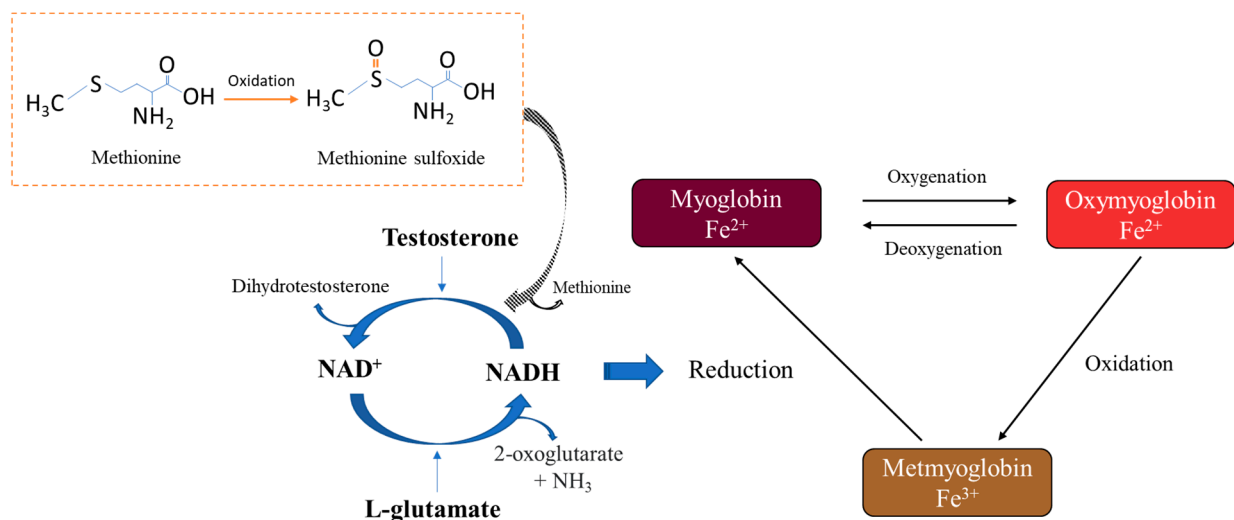 O
O
O
S
Oxidation
S
H₃C
OH
H₃C
OH
NH₂
NH₂
Methionine
Methionine sulfoxide
Oxygenation
Myoglobin
Fe²⁺
Oxymyoglobin
Fe²⁺
Deoxygenation
Testosterone
Dihydrotestosterone
Methionine
NAD⁺
NADH
Reduction
Oxidation
2-oxoglutarate
+ NH₃
L-glutamate
Metmyoglobin
Fe³⁺